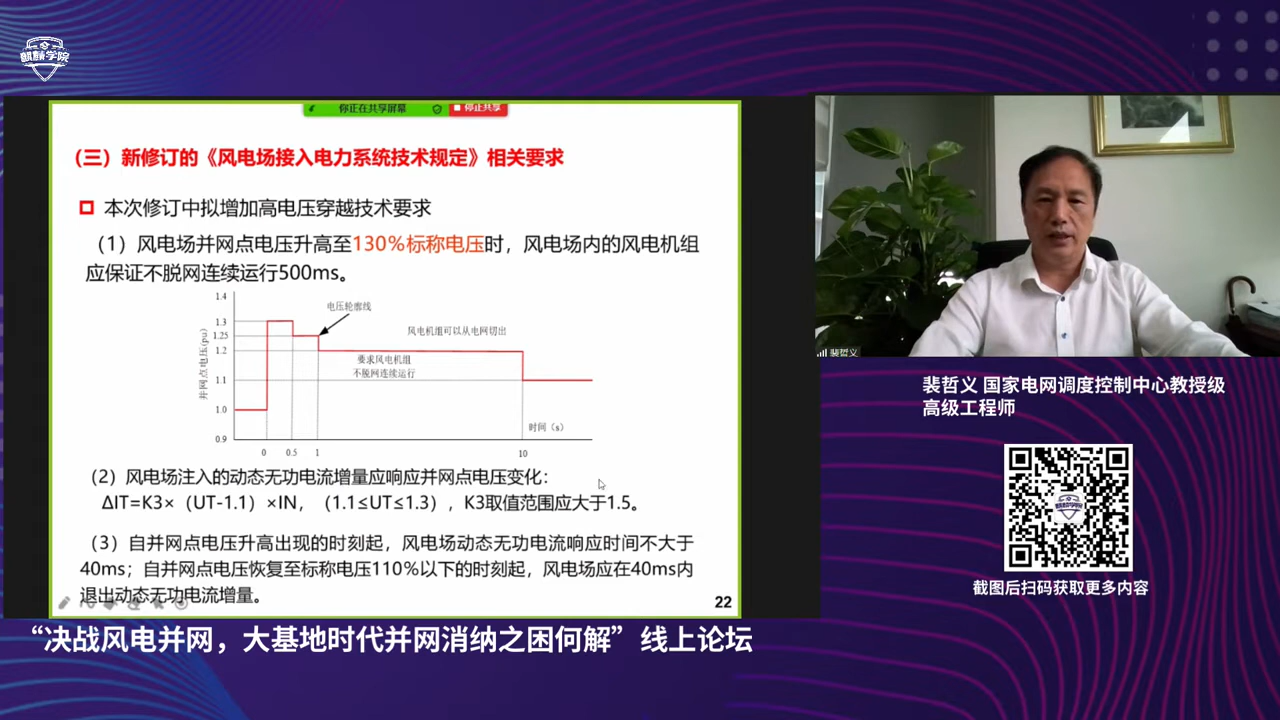 麒麟学院
你正在共享屏幕
停止共享
（三）新修订的《风电场接入电力系统技术规定》相关要求
本次修订中拟增加高电压穿越技术要求
（1）风电场并网点电压升高至130%标称电压时，风电场内的风电机组
应保证不脱网连续运行500ms。
1.4
1.3
1.25
1.2
1.1
1.0
0.9
并网点电压(pu)
电压轮廓线
风电机组可以从电网切出
要求风电机组
不脱网连续运行
时间（s）
0 0.5 1 10
（2）风电场注入的动态无功电流增量应响应并网点电压变化：
ΔIT=K3×（UT-1.1）×IN，（1.1≤UT≤1.3），K3取值范围应大于1.5。
（3）自并网点电压升高出现的时刻起，风电场动态无功电流响应时间不大于
40ms；自并网点电压恢复至标称电压110%以下的时刻起，风电场应在40ms内
退出动态无功电流增量。
22
裴哲义
裴哲义 国家电网调度控制中心教授级
高级工程师
截图后扫码获取更多内容
“决战风电并网，大基地时代并网消纳之困何解”线上论坛